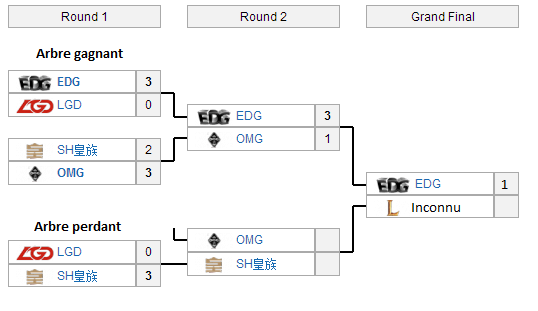 Round 1 Round 2 Grand Final
Arbre gagnant
EDG EDG 3
LGD LGD 0
SH皇族 2
OMG 3
EDG EDG 3
OMG 1
EDG EDG 1
L Inconnu
Arbre perdant
LGD LGD 0
SH皇族 3
OMG
SH皇族